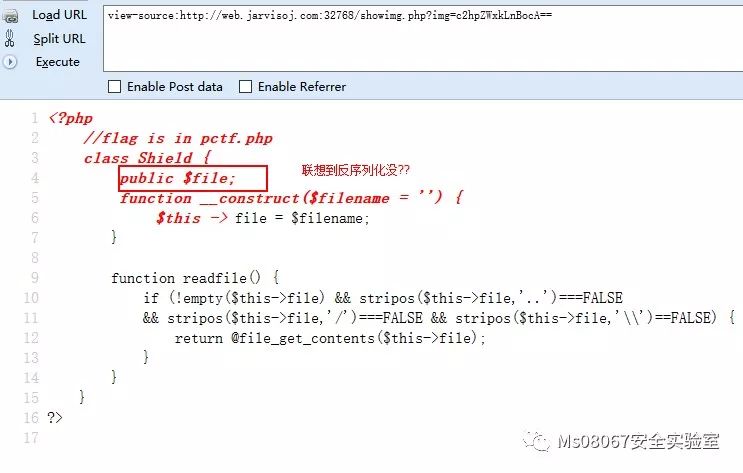 Load URL
view-source:http://web.jarvisoj.com:32768/showimg.php?img=c2hpZWxkLnBocA==
Split URL
Execute
Enable Post data Enable Referrer
1 <?php
2 //flag is in pctf.php
3 class Shield {
4 public $file; 联想到反序列化没??
5 function __construct($filename = '') {
6 $this -> file = $filename;
7 }
8
9 function readfile() {
10 if (!empty($this->file) && stripos($this->file,'..')===FALSE
11 && stripos($this->file,'/')===FALSE && stripos($this->file,'\\')==FALSE) {
12 return @file_get_contents($this->file);
13 }
14 }
15 }
16 ?>
17
Ms08067安全实验室